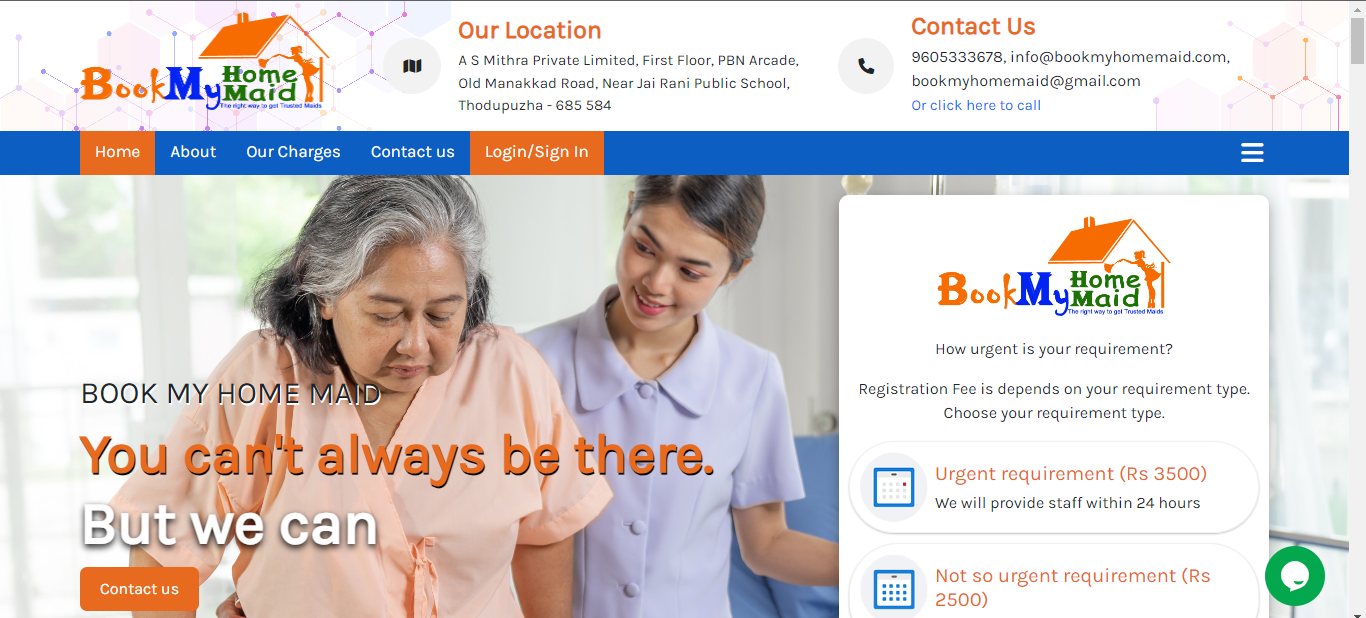 BookMy Home Maid
The right way to get Trusted Maids
Our Location
A S Mithra Private Limited, First Floor, PBN Arcade,
Old Manakkad Road, Near Jai Rani Public School,
Thodupuzha - 685 584
Contact Us
9605333678, info@bookmyhomemaid.com,
bookmyhomemaid@gmail.com
Or click here to call
Home
About
Our Charges
Contact us
Login/Sign In
BOOK MY HOME MAID
You can't always be there.
But we can
Contact us
BookMy Home Maid
The right way to get Trusted Maids
How urgent is your requirement?
Registration Fee is depends on your requirement type.
Choose your requirement type.
Urgent requirement (Rs 3500)
We will provide staff within 24 hours
Not so urgent requirement (Rs
2500)